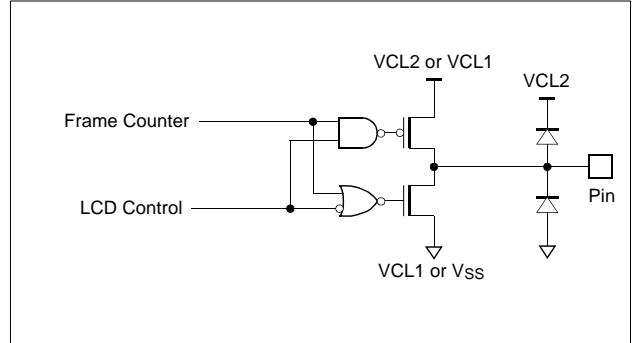 VCL2 or VCL1
VCL2
Frame Counter
Pin
LCD Control
VCL1 or VSS